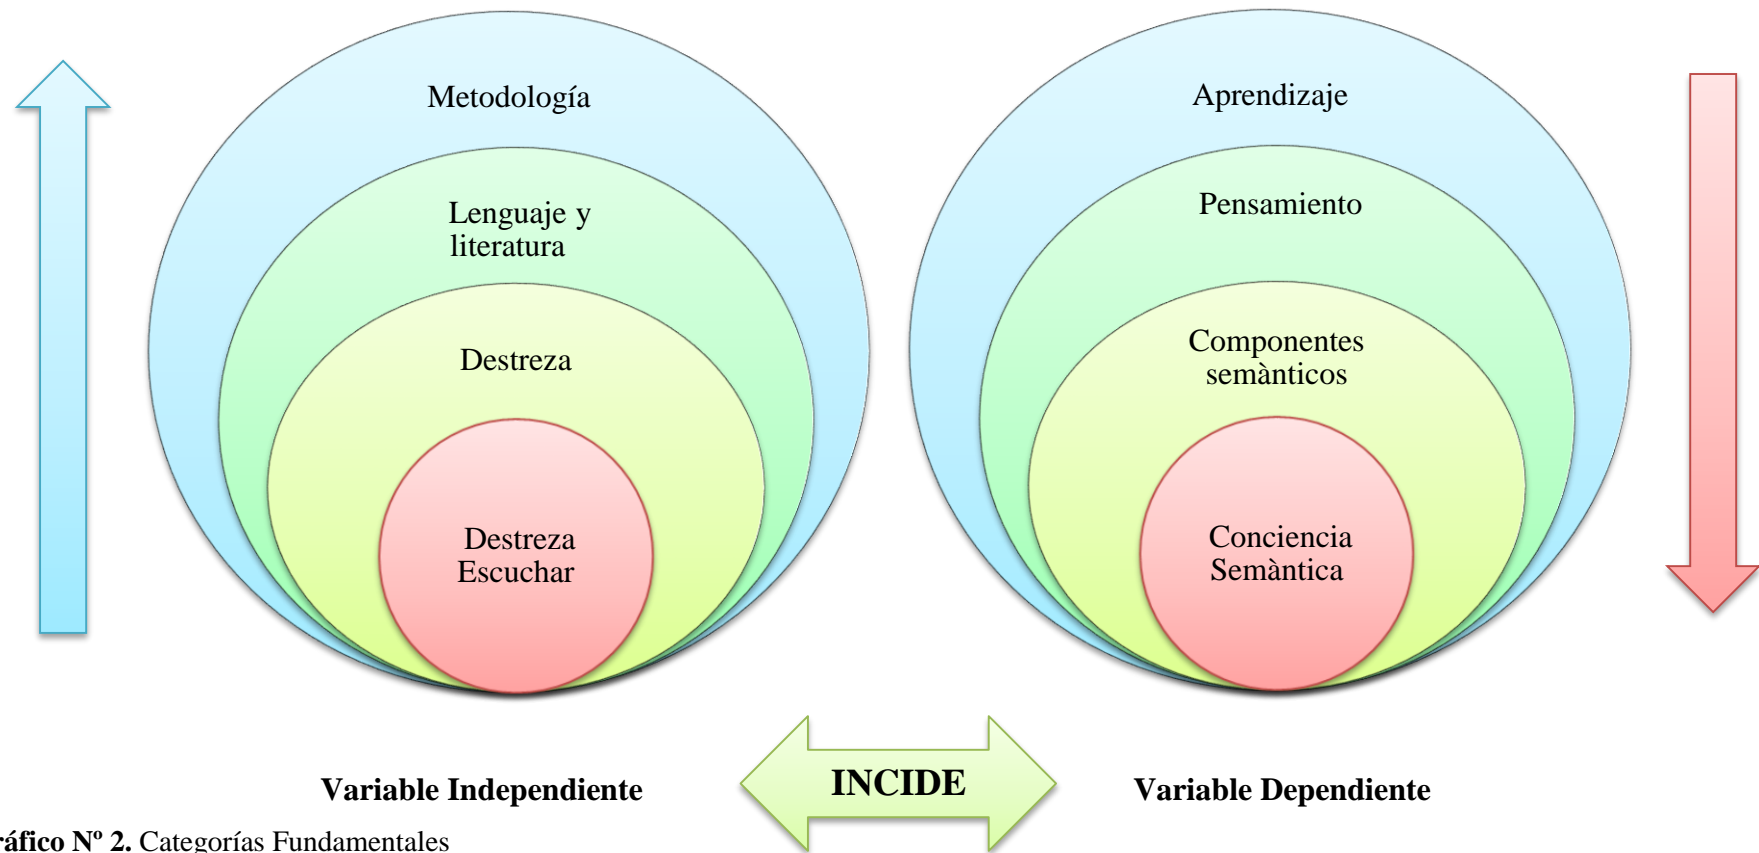 Metodología
Lenguaje y
literatura
Destreza
Destreza
Escuchar
Aprendizaje
Pensamiento
Componentes
semànticos
Conciencia
Semàntica
Variable Independiente
INCIDE
Variable Dependiente
ráfico Nº 2. Categorías Fundamentales